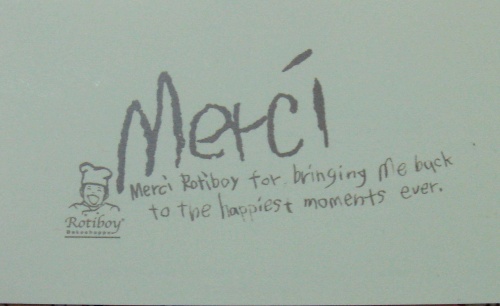 Merci
Merci Rotiboy for bringing me back
to the happiest moments ever.
Rotiboy